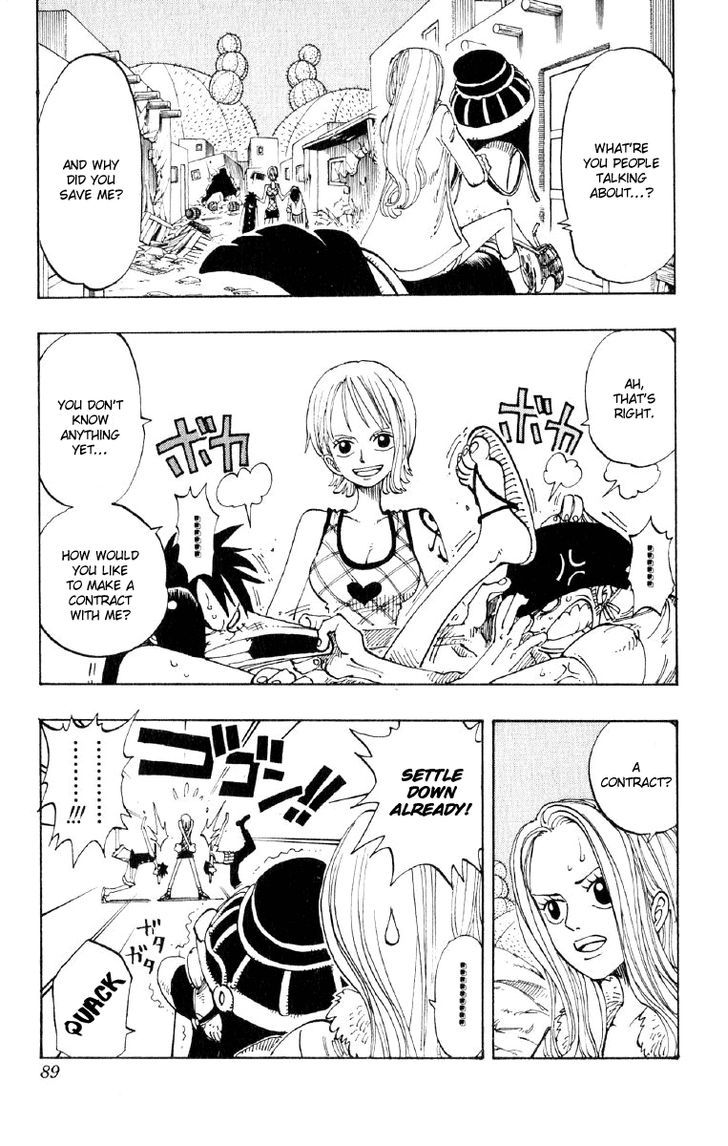 WHAT'RE
YOU PEOPLE
TALKING
ABOUT...?
AND WHY
DID YOU
SAVE ME?
AH,
THAT'S
RIGHT.
ボカ
ボカ
YOU DON'T
KNOW
ANYTHING
YET...
HOW WOULD
YOU LIKE
TO MAKE A
CONTRACT
WITH ME?
A
CONTRACT?
SETTLE
DOWN
ALREADY!
ゴゴーン!!
......!!!
ガタ
ガタ
QUACK
89